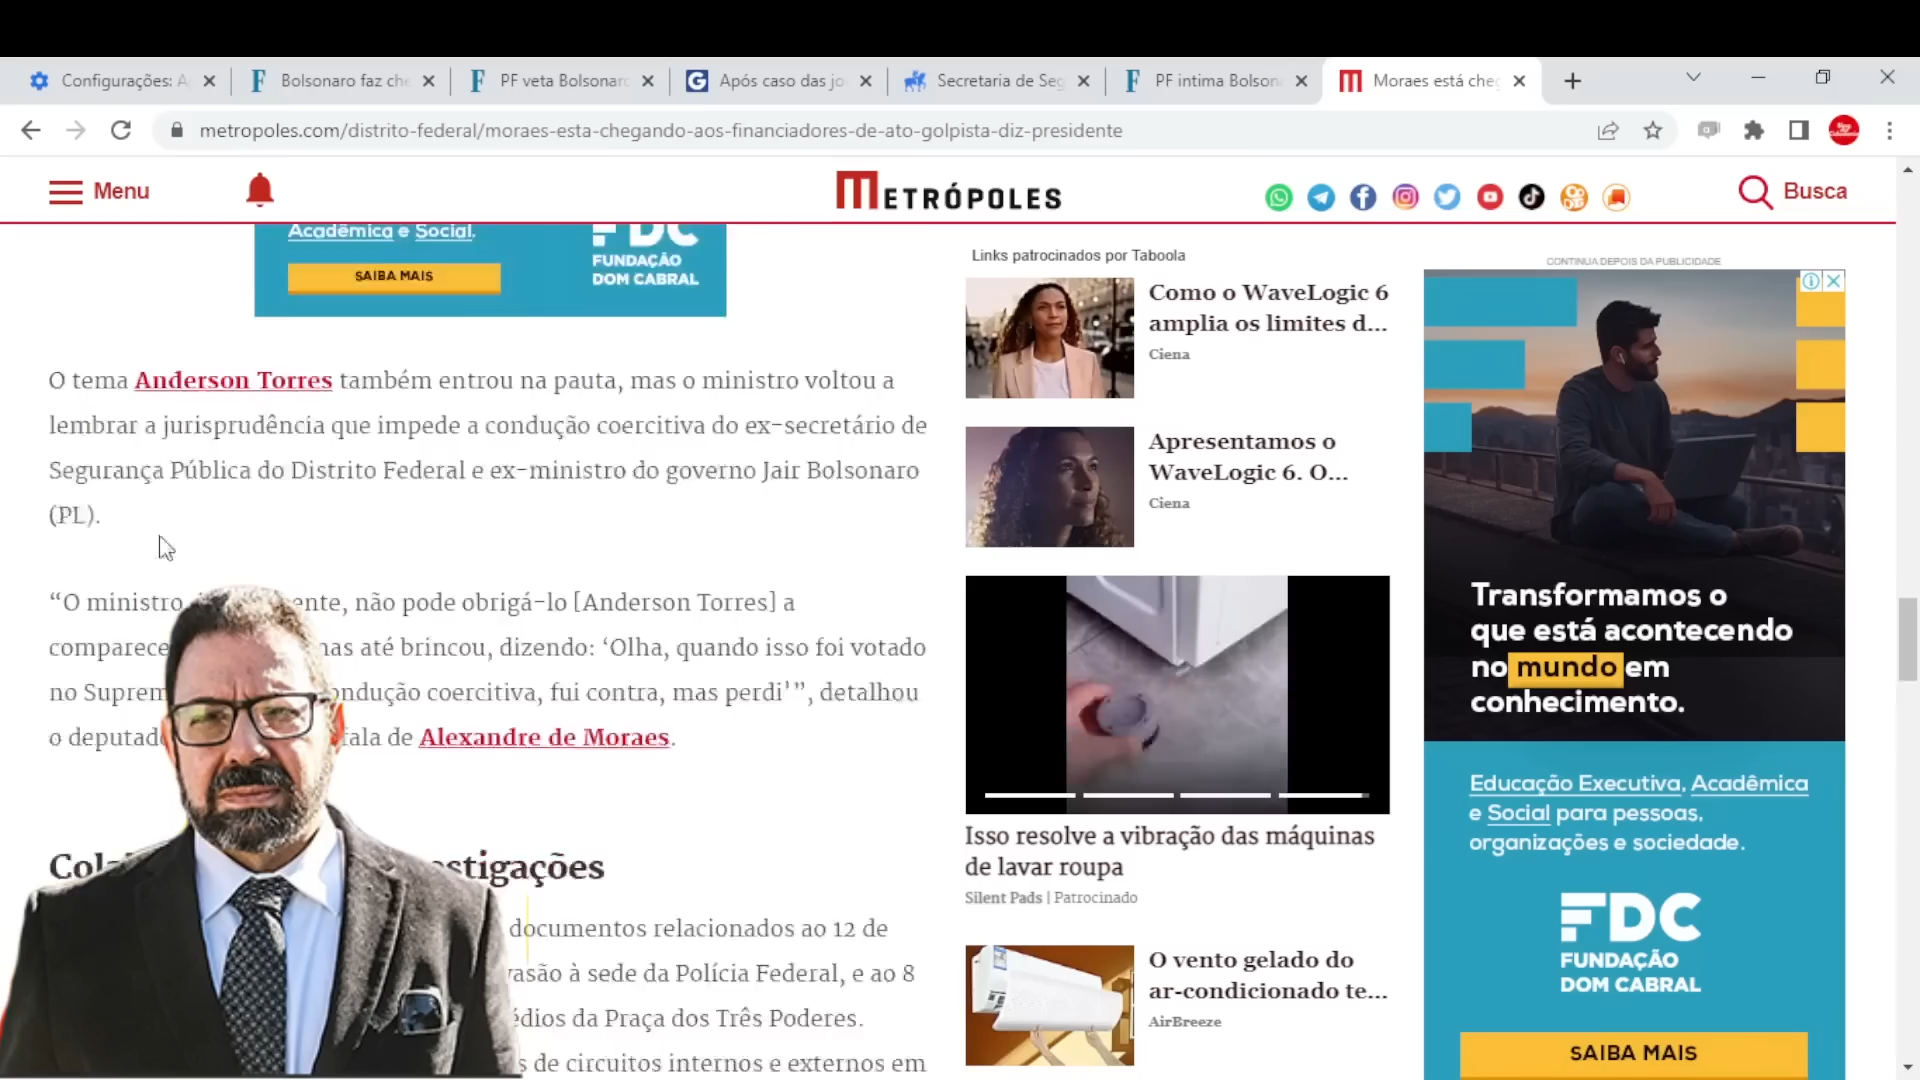 Configurações: A
Bolsonaro faz che
PF veta Bolsonaro
Após caso das jo
Secretaria de Seg
PF intima Bolson
Moraes está cheg
metropoles.com/distrito-federal/moraes-esta-chegando-aos-financiadores-de-ato-golpista-diz-presidente
Menu
METRÓPOLES
Busca
Acadêmica e Social.
SAIBA MAIS
FDC
FUNDAÇÃO
DOM CABRAL
O tema Anderson Torres também entrou na pauta, mas o ministro voltou a
lembrar a jurisprudência que impede a condução coercitiva do ex-secretário de
Segurança Pública do Distrito Federal e ex-ministro do governo Jair Bolsonaro
(PL).
“O ministro ente, não pode obrigá-lo [Anderson Torres] a
comparece nas até brincou, dizendo: ‘Olha, quando isso foi votado
no Suprem ondução coercitiva, fui contra, mas perdi’”, detalhou
o deputado fala de Alexandre de Moraes.
Col stigações
documentos relacionados ao 12 de
vasão à sede da Polícia Federal, e ao 8
édios da Praça dos Três Poderes.
s de circuitos internos e externos em
Links patrocinados por Taboola
Como o WaveLogic 6
amplia os limites d...
Ciena
Apresentamos o
WaveLogic 6. O...
Ciena
Isso resolve a vibração das máquinas
de lavar roupa
Silent Pads | Patrocinado
O vento gelado do
ar-condicionado te...
AirBreeze
CONTINUA DEPOIS DA PUBLICIDADE
Transformamos o
que está acontecendo
no mundo em
conhecimento.
Educação Executiva, Acadêmica
e Social para pessoas,
organizações e sociedade.
FDC
FUNDAÇÃO
DOM CABRAL
SAIBA MAIS